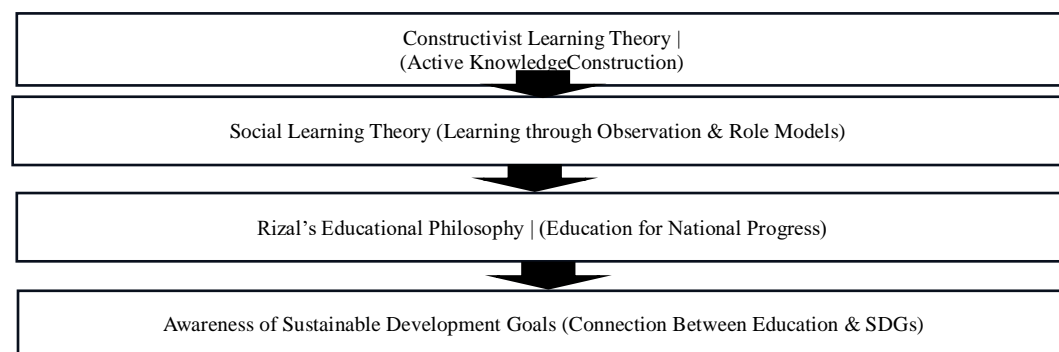 Constructivist Learning Theory |
(Active KnowledgeConstruction)
Social Learning Theory (Learning through Observation & Role Models)
Rizal’s Educational Philosophy | (Education for National Progress)
Awareness of Sustainable Development Goals (Connection Between Education & SDGs)